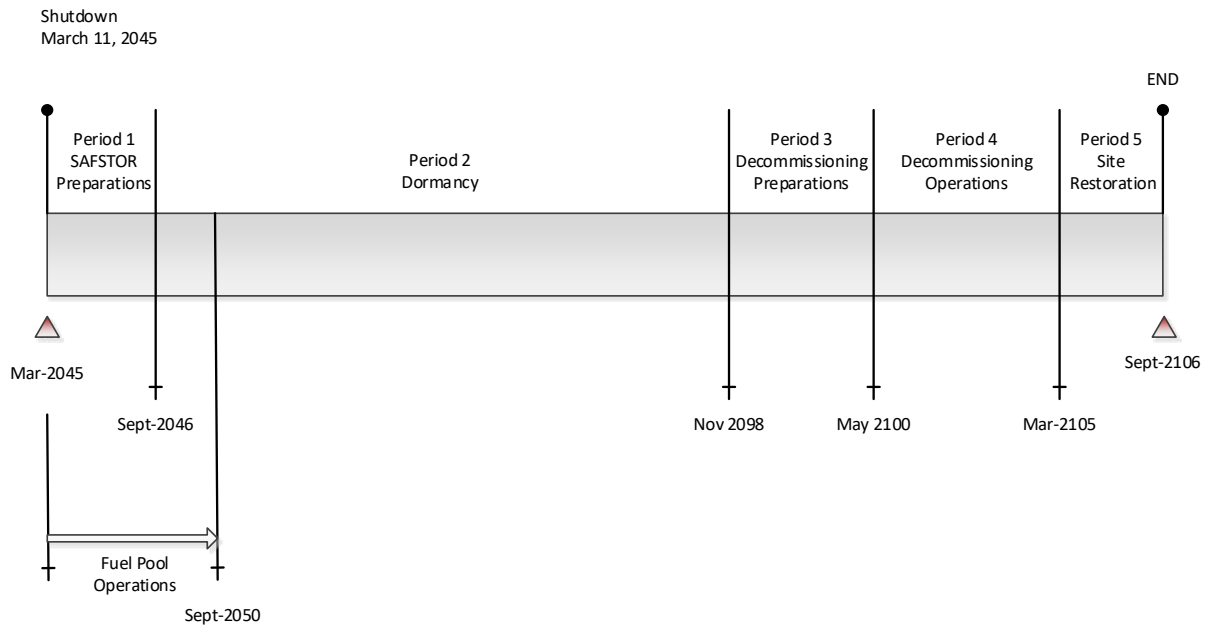 Shutdown
March 11, 2045
END
Period 1
SAFSTOR
Preparations
Period 2
Dormancy
Period 3
Decommissioning
Preparations
Period 4
Decommissioning
Operations
Period 5
Site
Restoration
Mar-2045
Sept-2106
Sept-2046
Nov 2098
May 2100
Mar-2105
Fuel Pool
Operations
Sept-2050